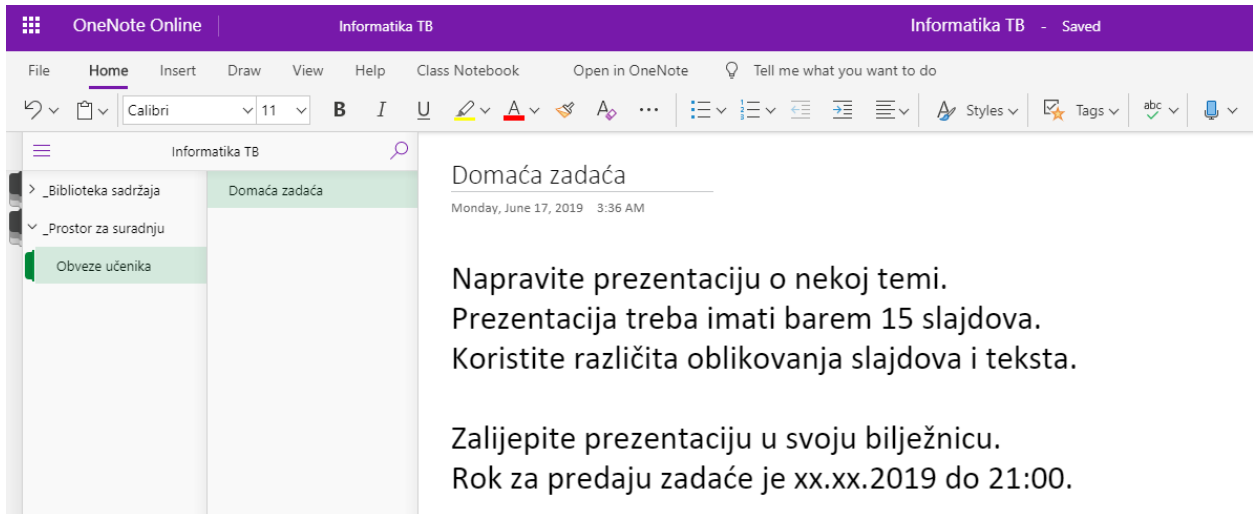 OneNote Online Informatika TB Informatika TB - Saved
File Home Insert Draw View Help Class Notebook Open in OneNote Tell me what you want to do
Calibri 11 B I U A A Styles Tags abc
Informatika TB
_Biblioteka sadržaja
_Prostor za suradnju
Obveze učenika
Domaća zadaća
Domaća zadaća
Monday, June 17, 2019 3:36 AM
Napravite prezentaciju o nekoj temi.
Prezentacija treba imati barem 15 slajdova.
Koristite različita oblikovanja slajdova i teksta.
Zalijepite prezentaciju u svoju bilježnicu.
Rok za predaju zadaće je xx.xx.2019 do 21:00.